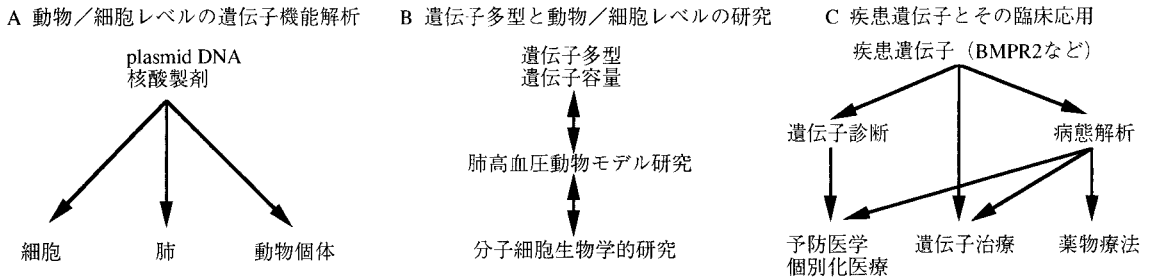 A 動物／細胞レベルの遺伝子機能解析
plasmid DNA
核酸製剤
細胞
肺
動物個体
B 遺伝子多型と動物／細胞レベルの研究
遺伝子多型
遺伝子容量
肺高血圧動物モデル研究
分子細胞生物学的研究
C 疾患遺伝子とその臨床応用
疾患遺伝子（BMPR2など）
遺伝子診断
病態解析
予防医学
個別化医療
遺伝子治療
薬物療法